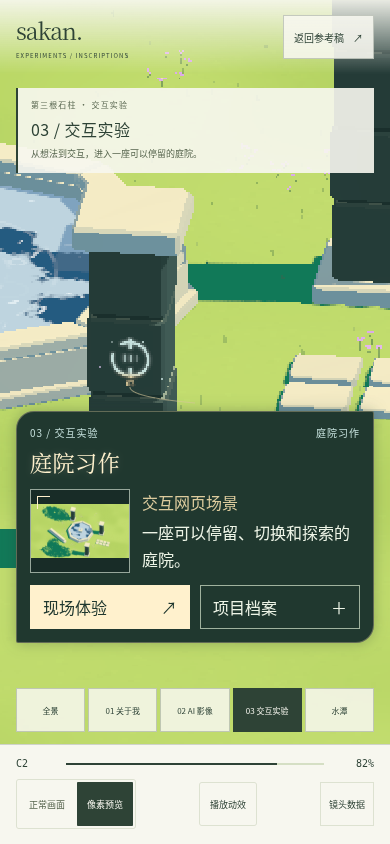 sakan.
EXPERIMENTS / INSCRIPTIONS
返回参考稿 ↗
第三根石柱 · 交互实验
03 / 交互实验
从想法到交互，进入一座可以停留的庭院。
03 / 交互实验
庭院习作
庭院习作
交互网页场景
一座可以停留、切换和探索的
庭院。
现场体验 ↗
项目档案 +
全景
01 关于我
02 AI 影像
03 交互实验
水潭
C2
82%
正常画面
像素预览
播放动效
镜头数据